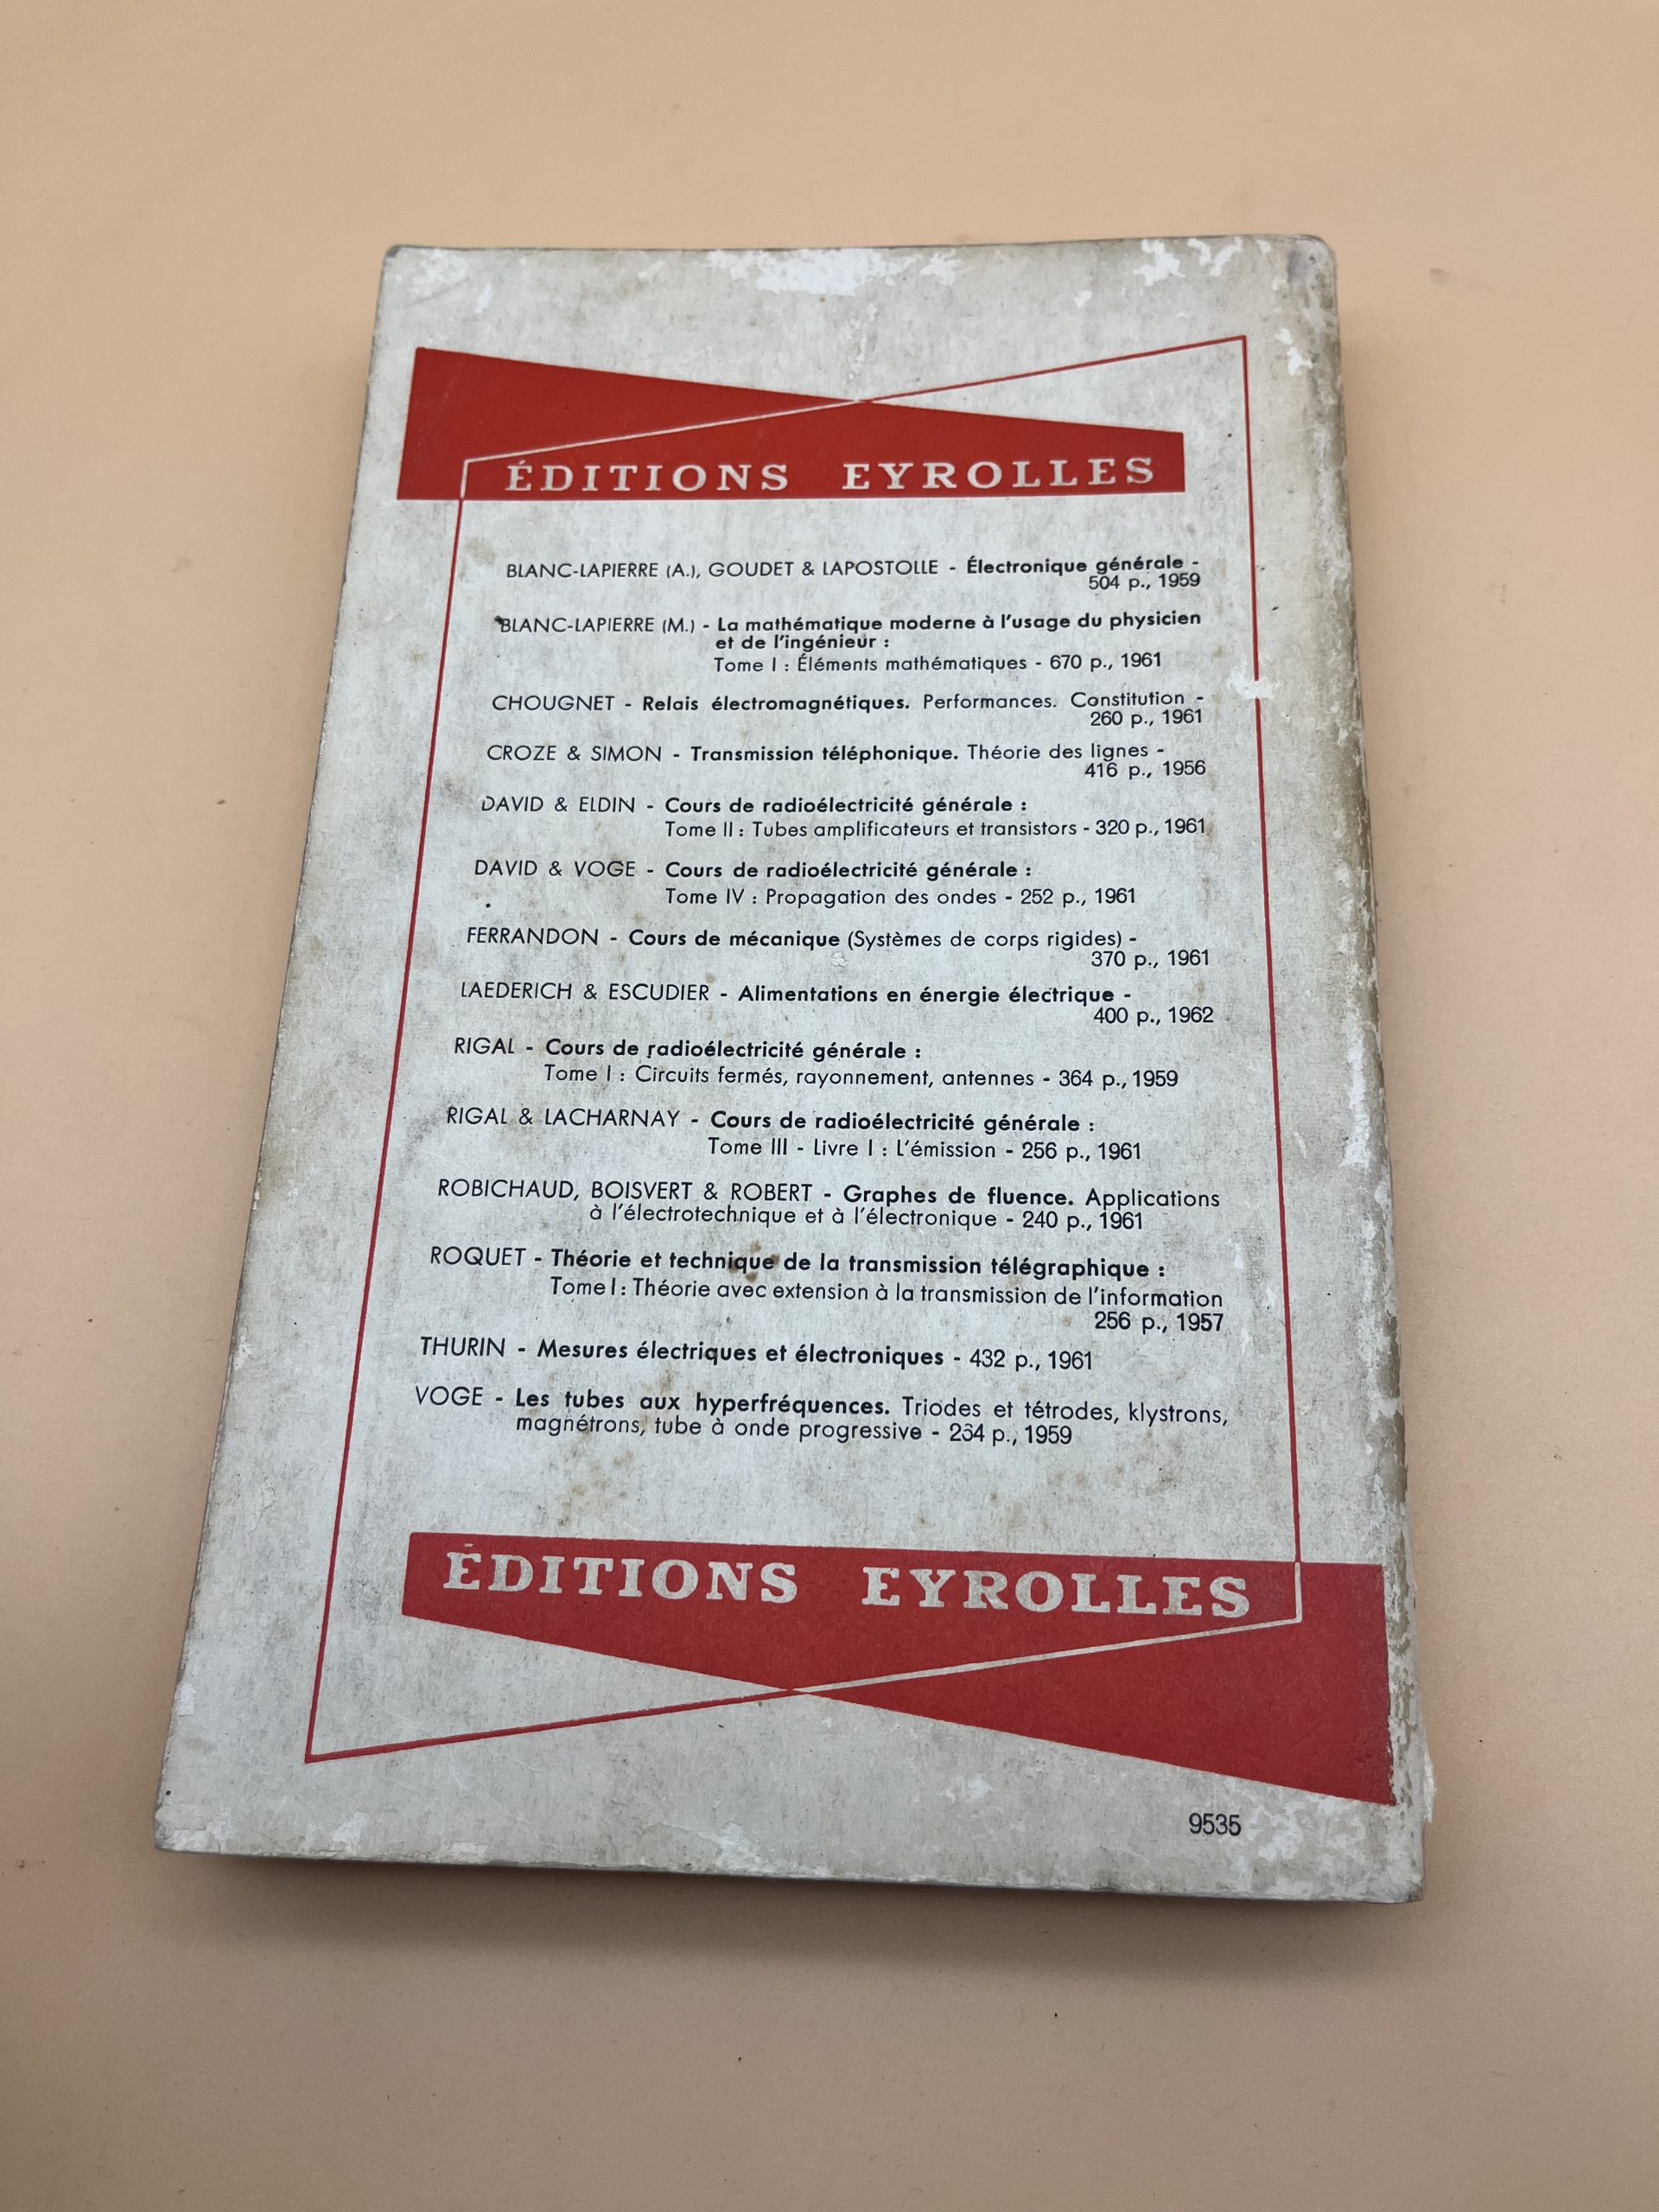 ÉDITIONS EYROLLES
BLANC-LAPIERRE (A.), GOUDET & LAPOSTOLLE - Électronique générale -
504 p., 1959
BLANC-LAPIERRE (M.) - La mathématique moderne à l'usage du physicien
et de l'ingénieur :
Tome I : Éléments mathématiques - 670 p., 1961
CHOUGNET - Relais électromagnétiques. Performances. Constitution -
260 p., 1961
CROZE & SIMON - Transmission téléphonique. Théorie des lignes -
416 p., 1956
DAVID & ELDIN - Cours de radioélectricité générale :
Tome II : Tubes amplificateurs et transistors - 320 p., 1961
DAVID & VOGE - Cours de radioélectricité générale :
Tome IV : Propagation des ondes - 252 p., 1961
FERRANDON - Cours de mécanique (Systèmes de corps rigides) -
370 p., 1961
LAEDERICH & ESCUDIER - Alimentations en énergie électrique -
400 p., 1962
RIGAL - Cours de radioélectricité générale :
Tome I : Circuits fermés, rayonnement, antennes - 364 p., 1959
RIGAL & LACHARNAY - Cours de radioélectricité générale :
Tome III - Livre I : L'émission - 256 p., 1961
ROBICHAUD, BOISVERT & ROBERT - Graphes de fluence. Applications
à l'électrotechnique et à l'électronique - 240 p., 1961
ROQUET - Théorie et technique de la transmission télégraphique :
Tome I : Théorie avec extension à la transmission de l'information
256 p., 1957
THURIN - Mesures électriques et électroniques - 432 p., 1961
VOGE - Les tubes aux hyperfréquences. Triodes et tétrodes, klystrons,
magnétrons, tube à onde progressive - 264 p., 1959
ÉDITIONS EYROLLES
9535